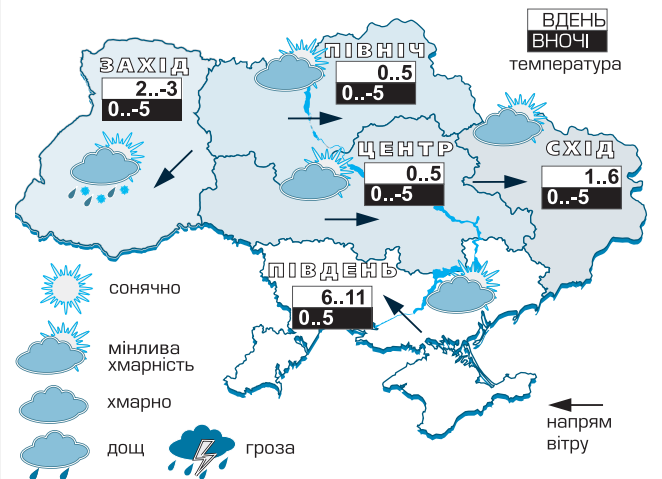 ВДЕНЬ
ВНОЧІ
температура
ПІВНІЧ
0..5
0..-5
ЗАХІД
2..-3
0..-5
ЦЕНТР
0..5
0..-5
СХІД
1..6
0..-5
ПІВДЕНЬ
6..11
0..5
сонячно
мінлива
хмарність
хмарно
дощ
гроза
напрям
вітру